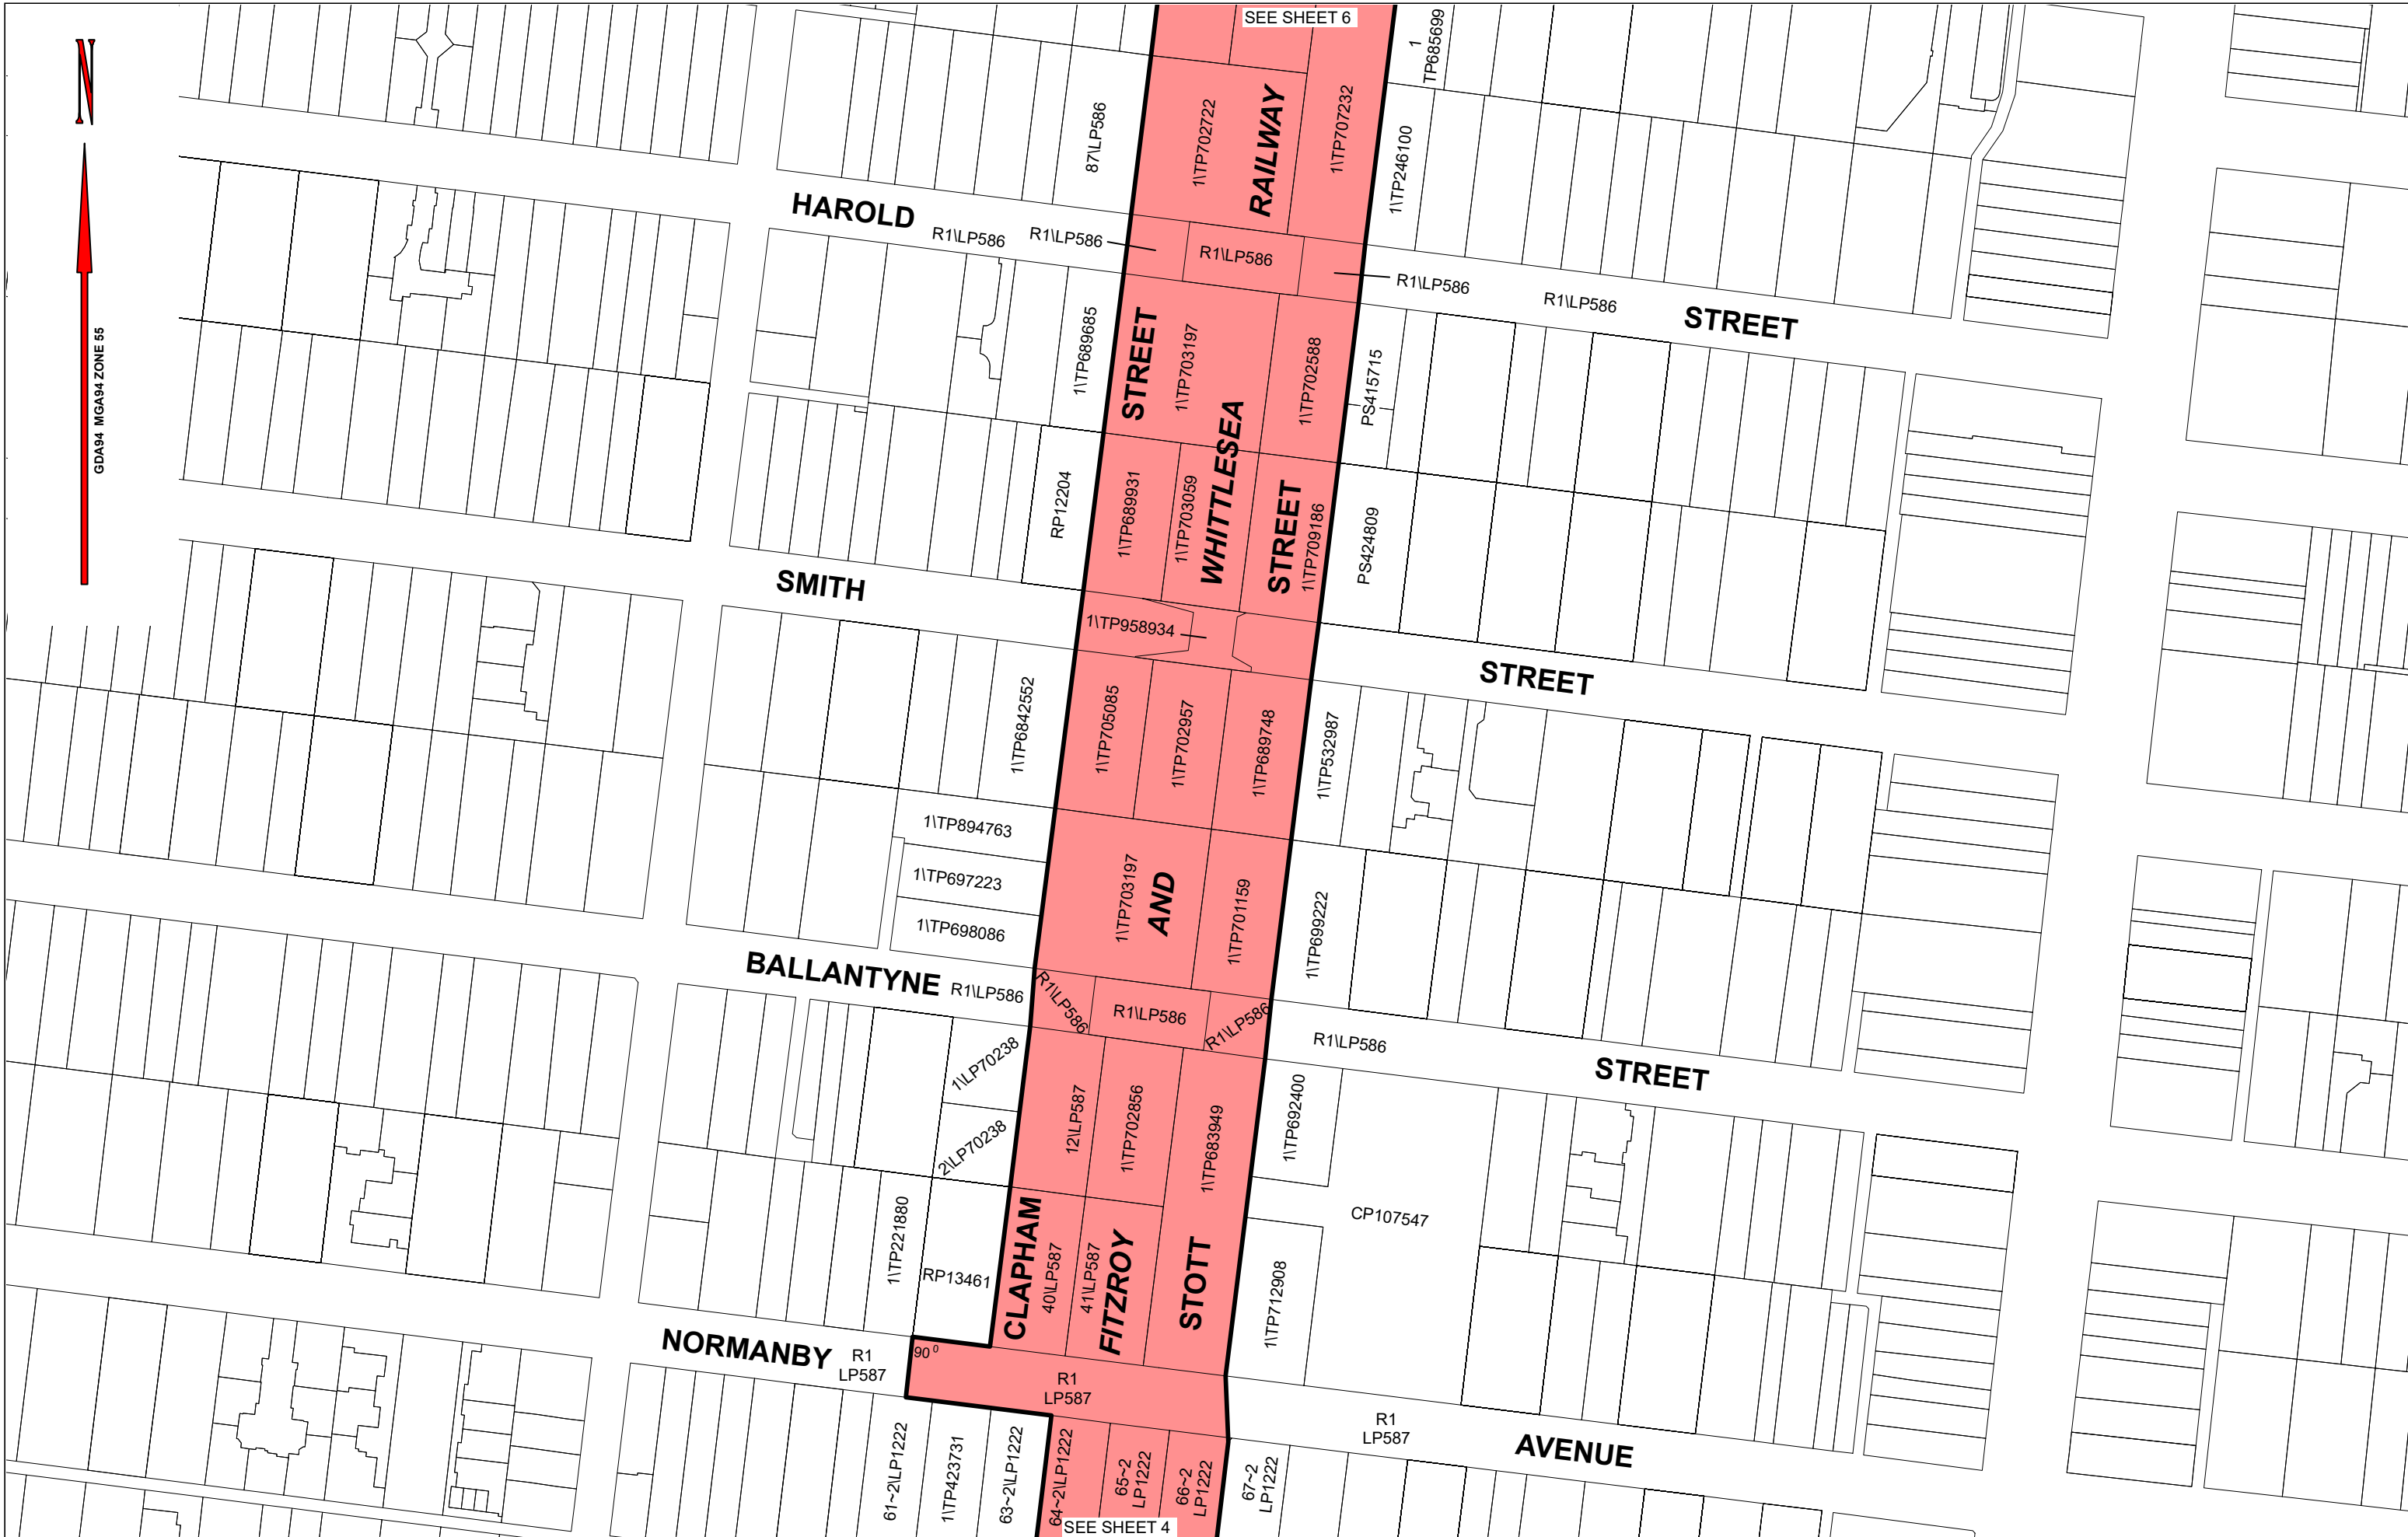 SEE SHEET 6
N
GDA94 MGA94 ZONE 55
87\LP586
1\TP702722
RAILWAY
1\TP707232
1
TP685699
1\TP246100
HAROLD
R1\LP586
R1\LP586
R1\LP586
R1\LP586
R1\LP586
STREET
1\TP689685
STREET
1\TP703197
WHITTLESEA
1\TP702588
PS415715
RP12204
1\TP689931
1\TP703059
STREET
1\TP709186
PS424809
SMITH
1\TP958934
STREET
1\TP6842552
1\TP705085
1\TP702957
1\TP689748
1\TP532987
1\TP894763
1\TP697223
1\TP698086
1\TP703197
AND
1\TP701159
1\TP699222
BALLANTYNE
R1\LP586
R1\LP586
R1\LP586
R1\LP586
R1\LP586
STREET
1\LP70238
2\LP70238
12\LP587
1\TP702856
1\TP683949
1\TP692400
CP107547
1\TP221880
RP13461
CLAPHAM
40\LP587
41\LP587
FITZROY
STOTT
1\TP712908
NORMANBY
R1
LP587
90⁰
R1
LP587
R1
LP587
AVENUE
61~2\LP1222
1\TP423731
63~2\LP1222
64~2\LP1222
65~2
LP1222
66~2
LP1222
67~2
LP1222
SEE SHEET 4